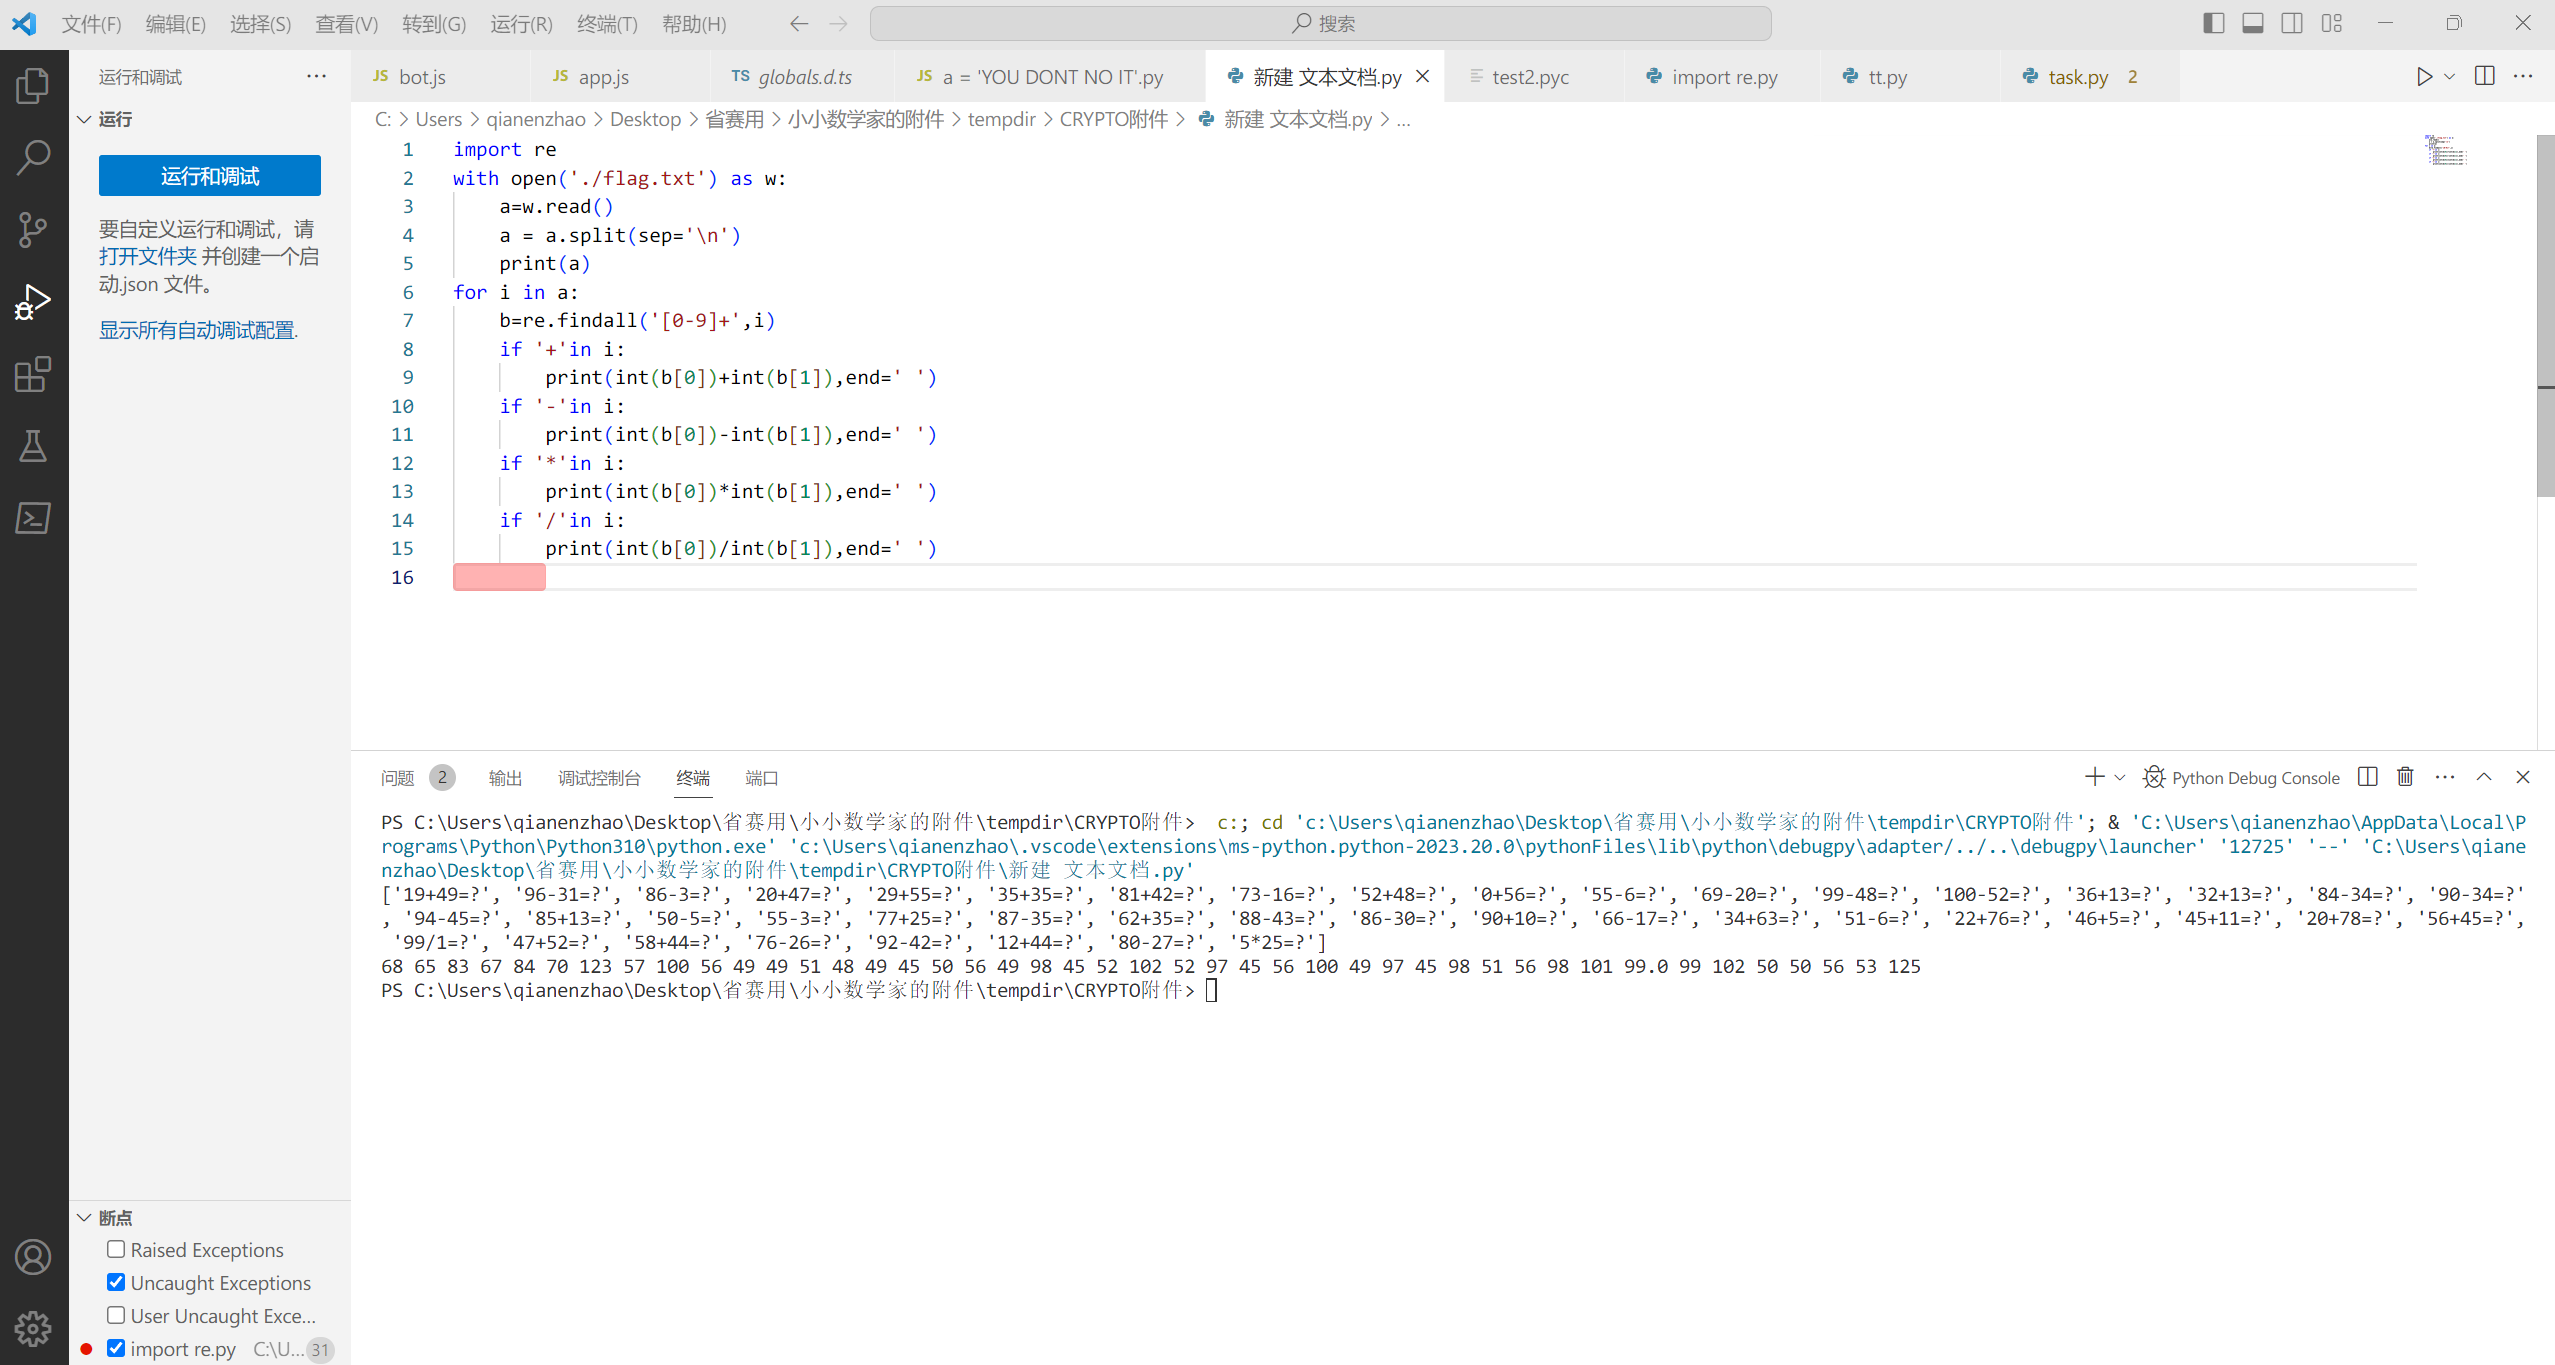 文件(F) 编辑(E) 选择(S) 查看(V) 转到(G) 运行(R) 终端(T) 帮助(H) 搜索
运行和调试 ···
bot.js app.js globals.d.ts a = 'YOU DONT NO IT'.py 新建 文本文档.py test2.pyc import re.py tt.py task.py 2
运行
运行和调试
要自定义运行和调试，请
打开文件夹 并创建一个启
动.json 文件。
显示所有自动调试配置.
C: > Users > qianenzhao > Desktop > 省赛用 > 小小数学家的附件 > tempdir > CRYPTO附件 > 新建 文本文档.py > ...
1 import re
2 with open('./flag.txt') as w:
3 a=w.read()
4 a = a.split(sep='\n')
5 print(a)
6 for i in a:
7 b=re.findall('[0-9]+',i)
8 if '+'in i:
9 print(int(b[0])+int(b[1]),end=' ')
10 if '-'in i:
11 print(int(b[0])-int(b[1]),end=' ')
12 if '*'in i:
13 print(int(b[0])*int(b[1]),end=' ')
14 if '/'in i:
15 print(int(b[0])/int(b[1]),end=' ')
16
问题 2 输出 调试控制台 终端 端口 Python Debug Console
PS C:\Users\qianenzhao\Desktop\省赛用\小小数学家的附件\tempdir\CRYPTO附件>  c:; cd 'c:\Users\qianenzhao\Desktop\省赛用\小小数学家的附件\tempdir\CRYPTO附件'; & 'C:\Users\qianenzhao\AppData\Local\P
rograms\Python\Python310\python.exe' 'c:\Users\qianenzhao\.vscode\extensions\ms-python.python-2023.20.0\pythonFiles\lib\python\debugpy\adapter/../..\debugpy\launcher' '12725' '--' 'C:\Users\qiane
nzhao\Desktop\省赛用\小小数学家的附件\tempdir\CRYPTO附件\新建 文本文档.py'
['19+49=?', '96-31=?', '86-3=?', '20+47=?', '29+55=?', '35+35=?', '81+42=?', '73-16=?', '52+48=?', '0+56=?', '55-6=?', '69-20=?', '99-48=?', '100-52=?', '36+13=?', '32+13=?', '84-34=?', '90-34=?'
, '94-45=?', '85+13=?', '50-5=?', '55-3=?', '77+25=?', '87-35=?', '62+35=?', '88-43=?', '86-30=?', '90+10=?', '66-17=?', '34+63=?', '51-6=?', '22+76=?', '46+5=?', '45+11=?', '20+78=?', '56+45=?',
 '99/1=?', '47+52=?', '58+44=?', '76-26=?', '92-42=?', '12+44=?', '80-27=?', '5*25=?']
68 65 83 67 84 70 123 57 100 56 49 49 51 48 49 45 50 56 49 98 45 52 102 52 97 45 56 100 49 97 45 98 51 56 98 101 99.0 99 102 50 50 56 53 125
PS C:\Users\qianenzhao\Desktop\省赛用\小小数学家的附件\tempdir\CRYPTO附件>
断点
Raised Exceptions
Uncaught Exceptions
User Uncaught Exce...
import re.py C:\U... 31